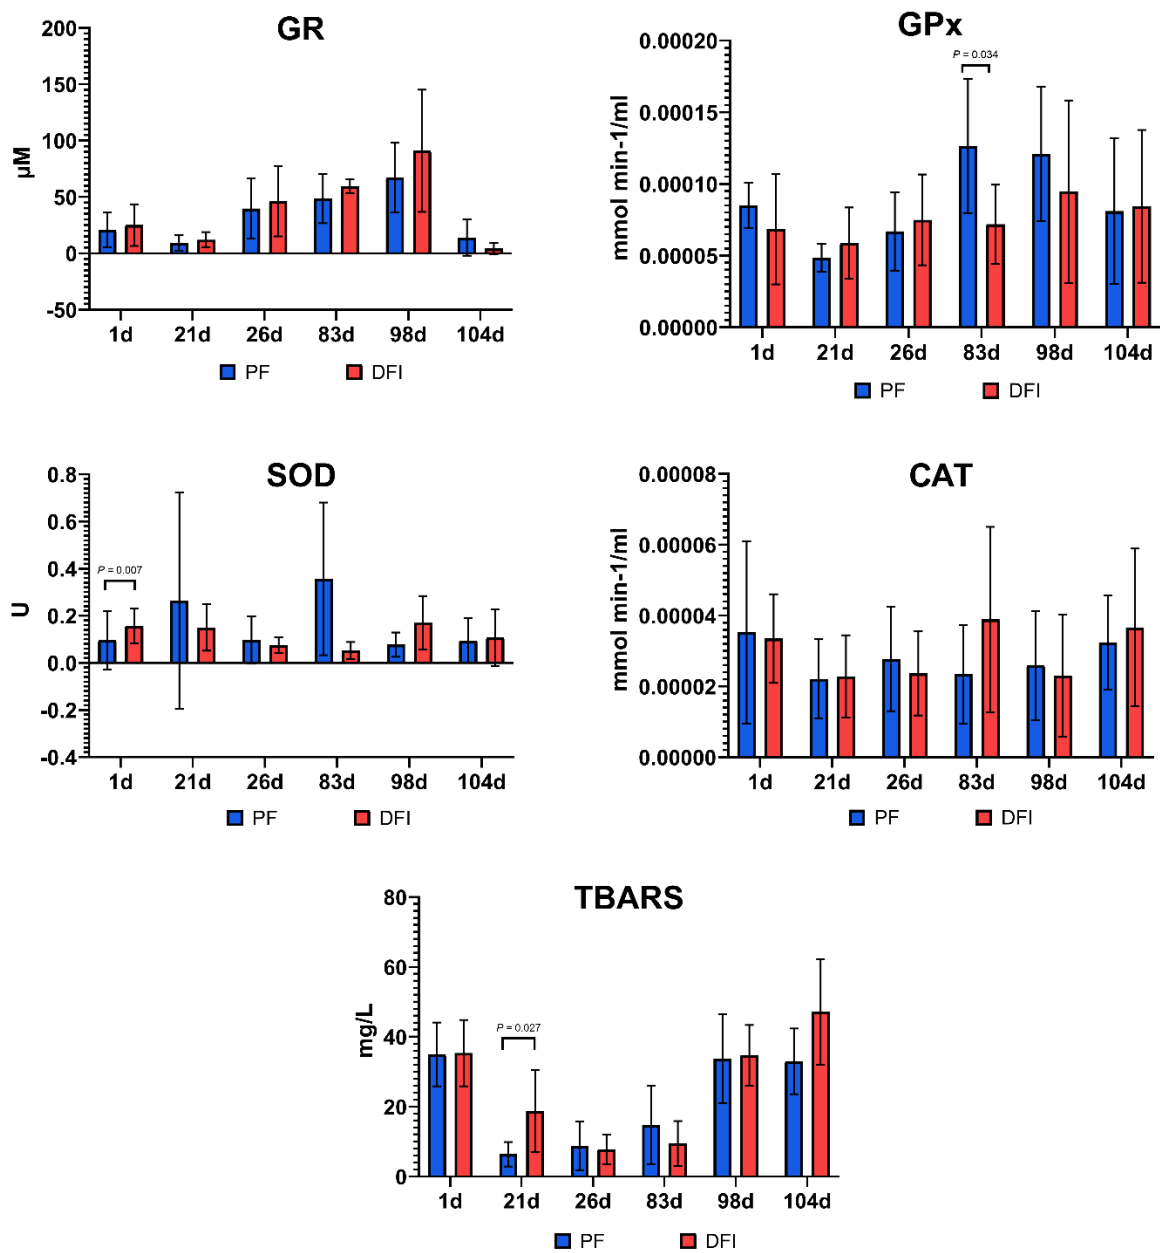 GR
200
150
100
50
0
-50
µM
1d 21d 26d 83d 98d 104d
PF DFI
GPx
0.00020
0.00015
0.00010
0.00005
0.00000
mmol min-1/ml
P = 0.034
1d 21d 26d 83d 98d 104d
PF DFI
SOD
0.8
0.6
0.4
0.2
0.0
-0.2
-0.4
U
P = 0.007
1d 21d 26d 83d 98d 104d
PF DFI
CAT
0.00008
0.00006
0.00004
0.00002
0.00000
mmol min-1/ml
1d 21d 26d 83d 98d 104d
PF DFI
TBARS
80
60
40
20
0
mg/L
P = 0.027
1d 21d 26d 83d 98d 104d
PF DFI